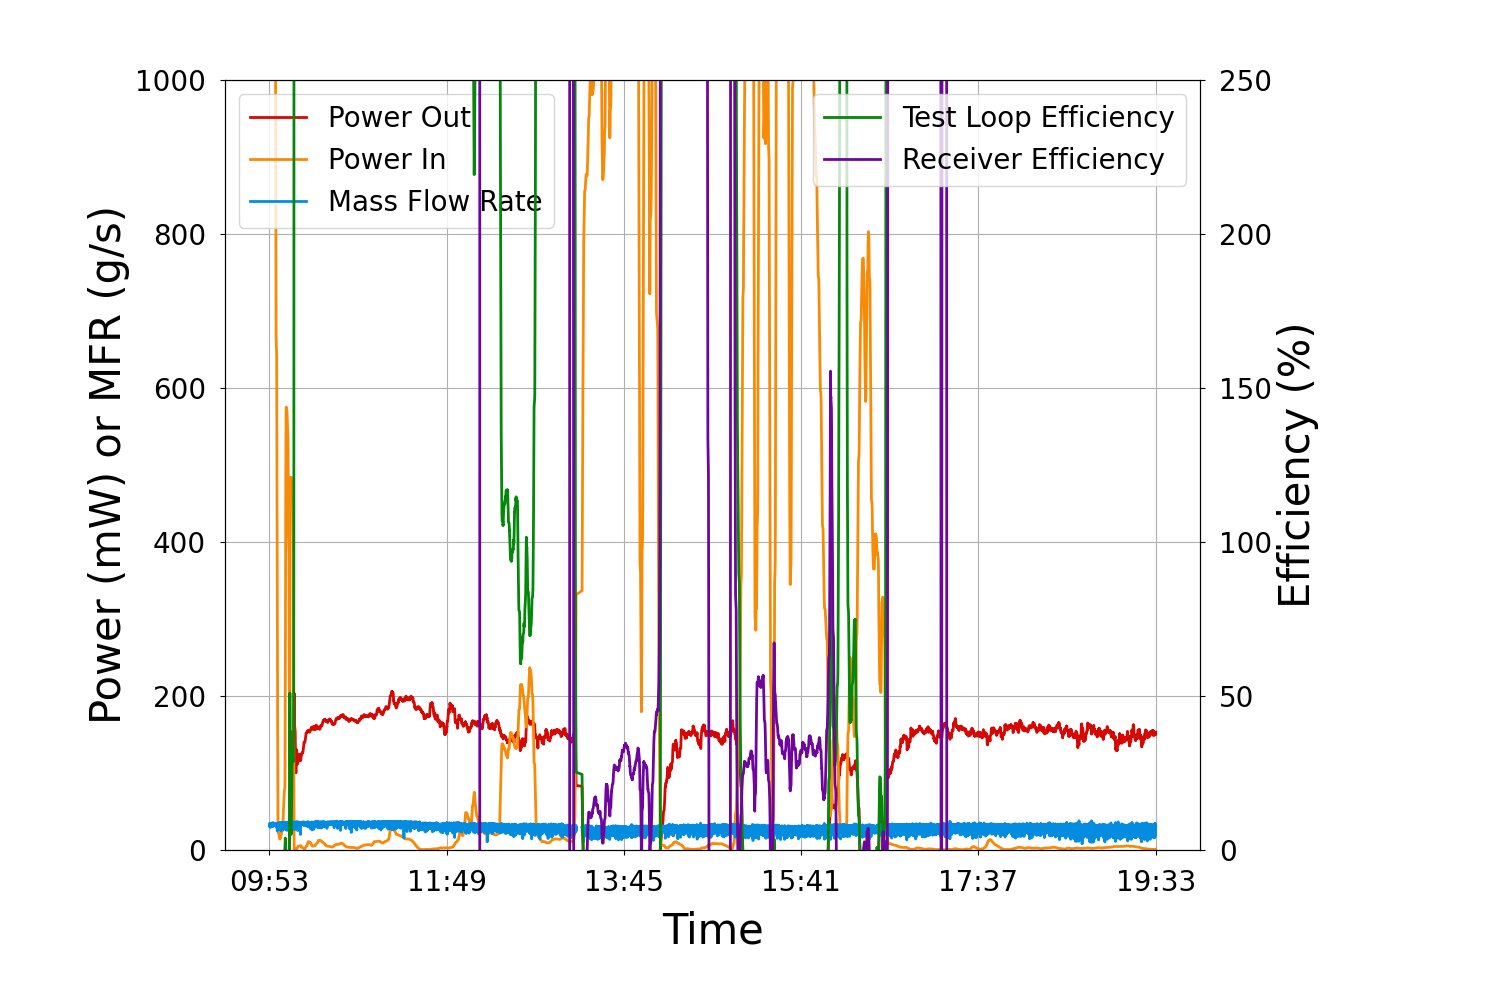 1000
800
600
400
200
0
Power (mW) or MFR (g/s)
Power Out
Power In
Mass Flow Rate
Test Loop Efficiency
Receiver Efficiency
250
200
150
100
50
0
Efficiency (%)
09:53 11:49 13:45 15:41 17:37 19:33
Time